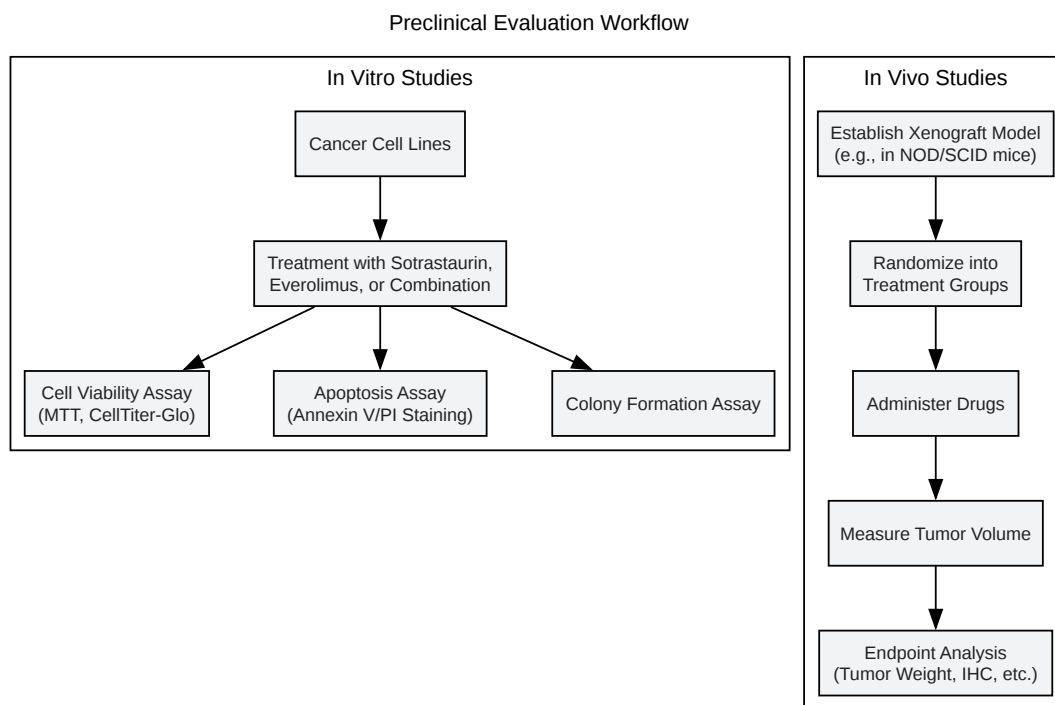 Preclinical Evaluation Workflow
In Vitro Studies
Cancer Cell Lines
Treatment with Sotrastaurin,
Everolimus, or Combination
Cell Viability Assay
(MTT, CellTiter-Glo)
Apoptosis Assay
(Annexin V/PI Staining)
Colony Formation Assay
In Vivo Studies
Establish Xenograft Model
(e.g., in NOD/SCID mice)
Randomize into
Treatment Groups
Administer Drugs
Measure Tumor Volume
Endpoint Analysis
(Tumor Weight, IHC, etc.)